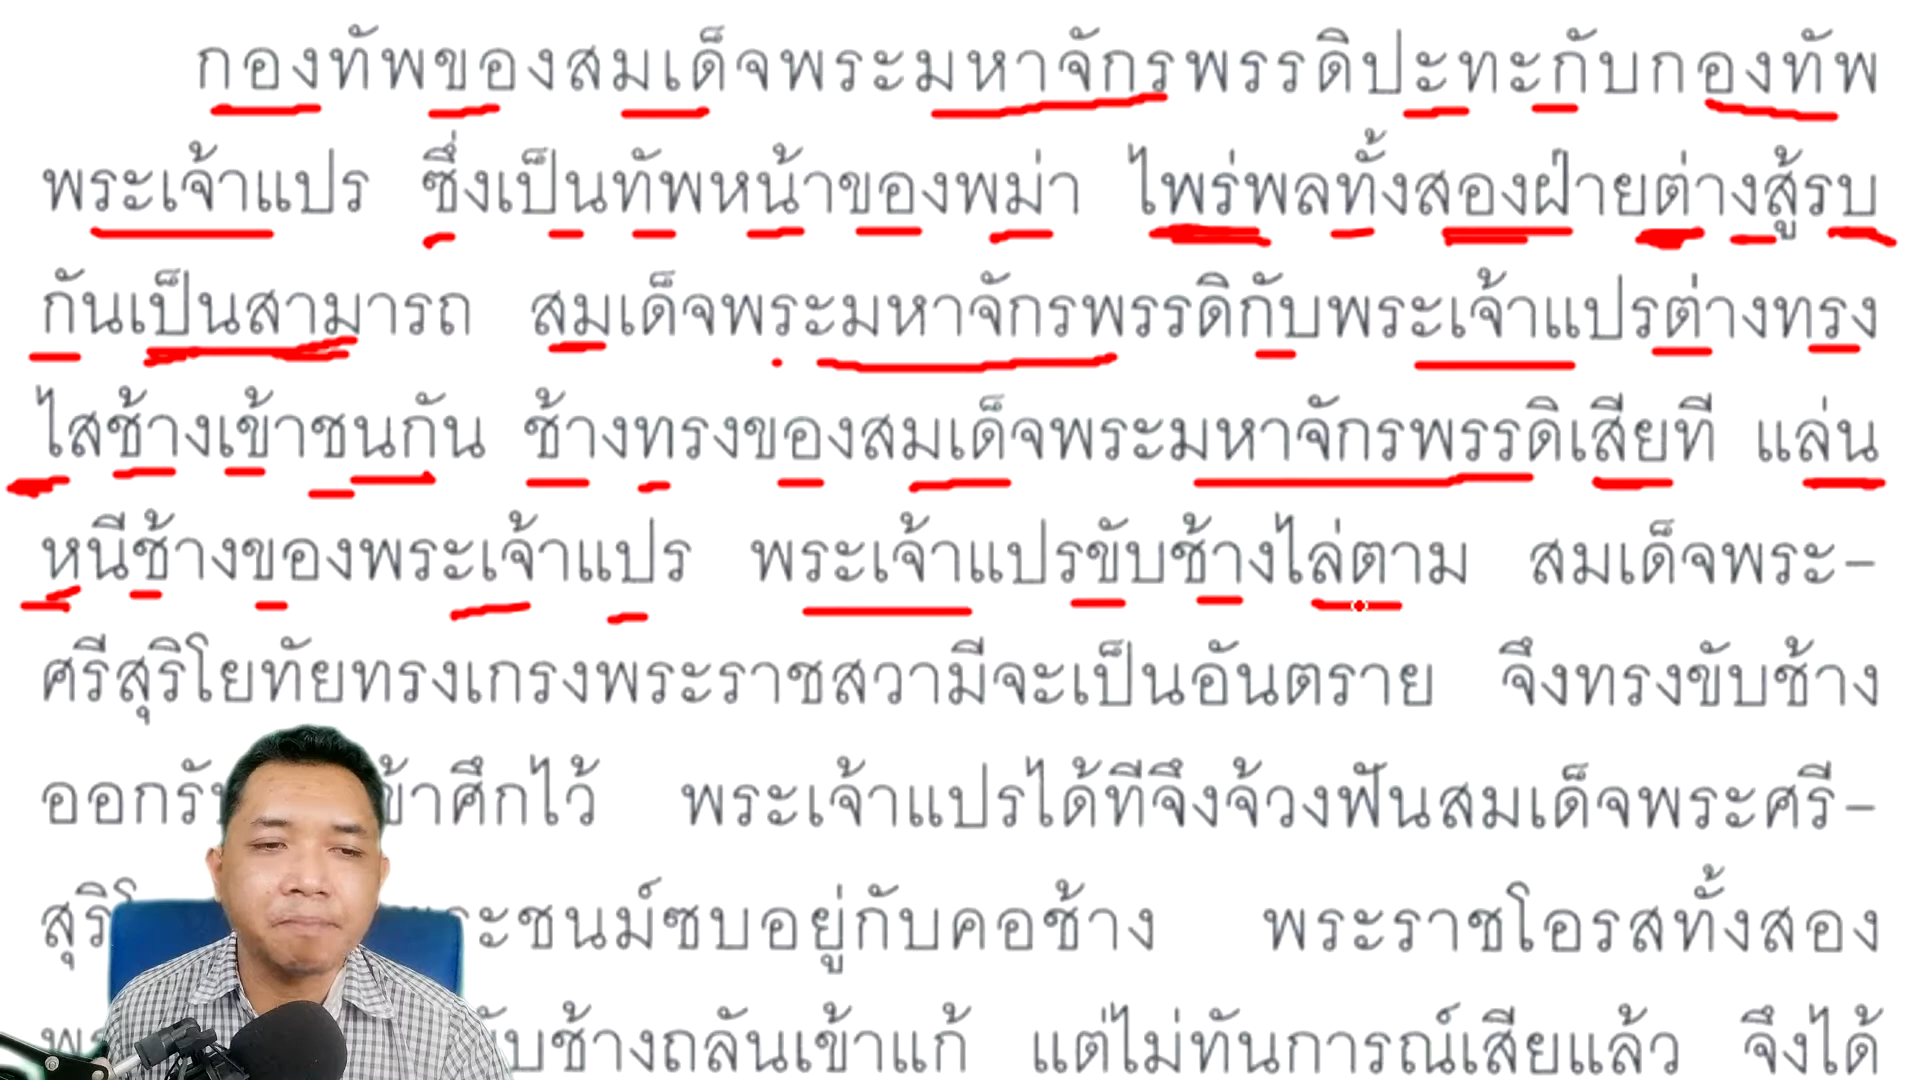 กองทัพของสมเด็จพระมหาจักรพรรดิปะทะกับกองทัพ
พระเจ้าแปร ซึ่งเป็นทัพหน้าของพม่า ไพร่พลทั้งสองฝ่ายต่างสู้รบ
กันเป็นสามารถ สมเด็จพระมหาจักรพรรดิกับพระเจ้าแปรต่างทรง
ไสช้างเข้าชนกัน ช้างทรงของสมเด็จพระมหาจักรพรรดิเสียที แล่น
หนีช้างของพระเจ้าแปร พระเจ้าแปรขับช้างไล่ตาม สมเด็จพระ-
ศรีสุริโยทัยทรงเกรงพระราชสวามีจะเป็นอันตราย จึงทรงขับช้าง
ออกรั ข้าศึกไว้ พระเจ้าแปรได้ทีจึงจ้วงฟันสมเด็จพระศรี-
สุริโ ระชนม์ซบอยู่กับคอช้าง พระราชโอรสทั้งสอง
ับช้างถลันเข้าแก้ แต่ไม่ทันการณ์เสียแล้ว จึงได้